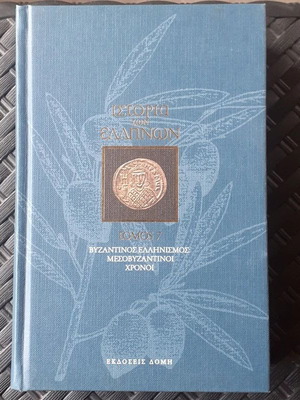 ΙΣΤΟΡΙΑ
ΤΩΝ
ΕΛΛΗΝΩΝ
ΤΟΜΟΣ 7
ΒΥΖΑΝΤΙΝΟΣ ΕΛΛΗΝΙΣΜΟΣ
ΜΕΣΟΒΥΖΑΝΤΙΝΟΙ
ΧΡΟΝΟΙ
ΕΚΔΟΣΕΙΣ ΔΟΜΗ